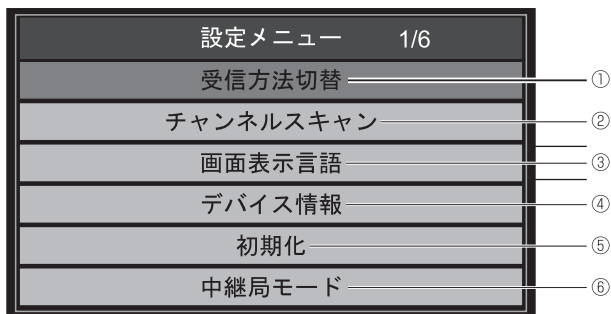 設定メニュー 1/6
受信方法切替 ①
チャンネルスキャン ②
画面表示言語 ③
デバイス情報 ④
初期化 ⑤
中継局モード ⑥